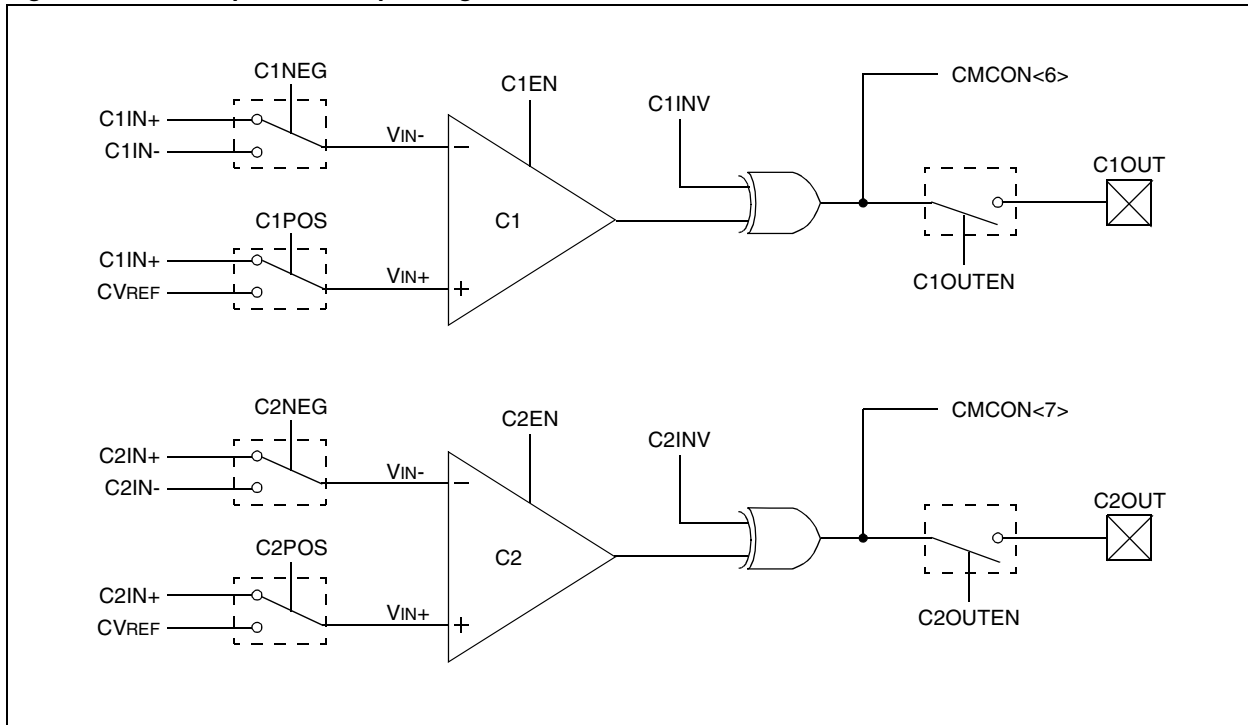 C1NEG
C1EN
C1INV
CMCON<6>
C1IN+
C1IN-
VIN-
−
C1OUT
C1POS
C1
C1IN+
CVREF
VIN+
+
C1OUTEN
C2NEG
C2EN
C2INV
CMCON<7>
C2IN+
C2IN-
VIN-
−
C2OUT
C2POS
C2
C2IN+
CVREF
VIN+
+
C2OUTEN